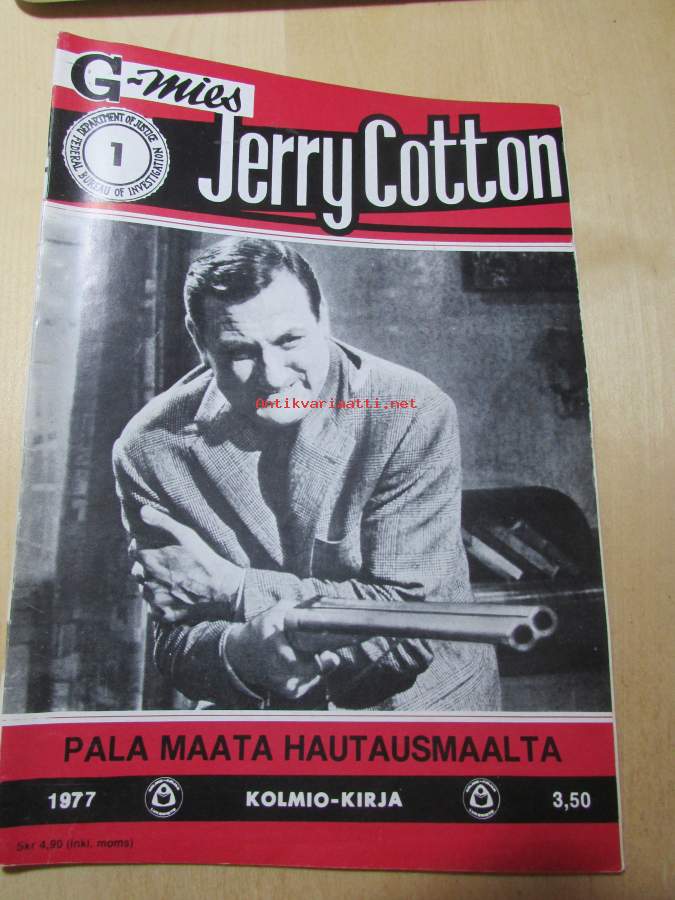 G-mies
DEPARTMENT OF JUSTICE
1
FEDERAL BUREAU OF INVESTIGATION
Jerry Cotton
Antikvariaatti.net
PALA MAATA HAUTAUSMAALTA
1977 KOLMIO-KIRJA 3,50
Skr 4,90 (inkl. moms)